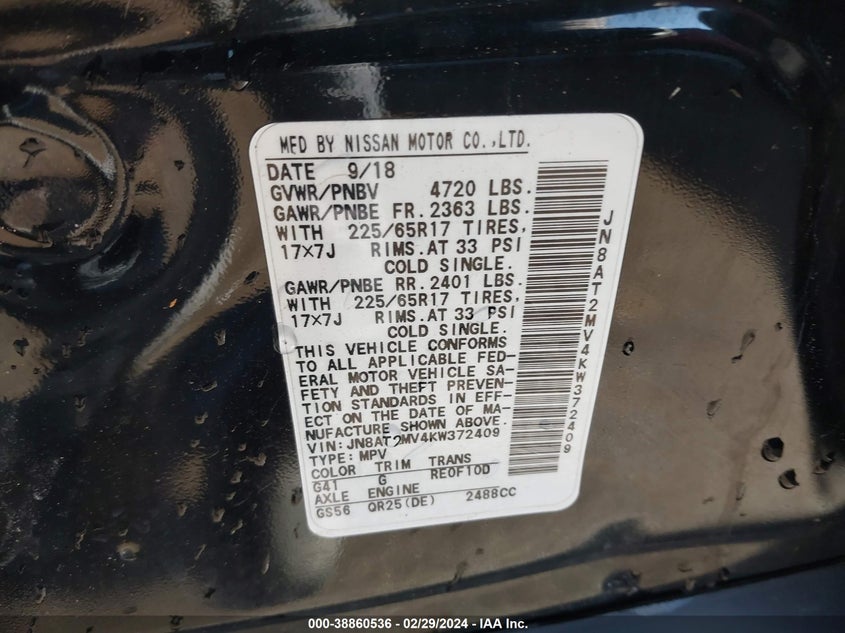 MFD BY NISSAN MOTOR CO.,LTD.
DATE 9/18
GVWR/PNBV 4720 LBS.
GAWR/PNBE FR. 2363 LBS.
WITH 225/65R17 TIRES,
17×7J RIMS.AT 33 PSI
COLD SINGLE.
GAWR/PNBE RR. 2401 LBS.
WITH 225/65R17 TIRES,
17×7J RIMS.AT 33 PSI
COLD SINGLE.
THIS VEHICLE CONFORMS
TO ALL APPLICABLE FED-
ERAL MOTOR VEHICLE SA-
FETY AND THEFT PREVEN-
TION STANDARDS IN EFF-
ECT ON THE DATE OF MA-
NUFACTURE SHOWN ABOVE.
VIN:JN8AT2MV4KW372409
TYPE: MPV
COLOR TRIM TRANS
G41 G RE0F10D
AXLE ENGINE
GS56 QR25(DE) 2488CC
JN8AT2MV4KW372409
000-38860536 - 02/29/2024 - IAA Inc.